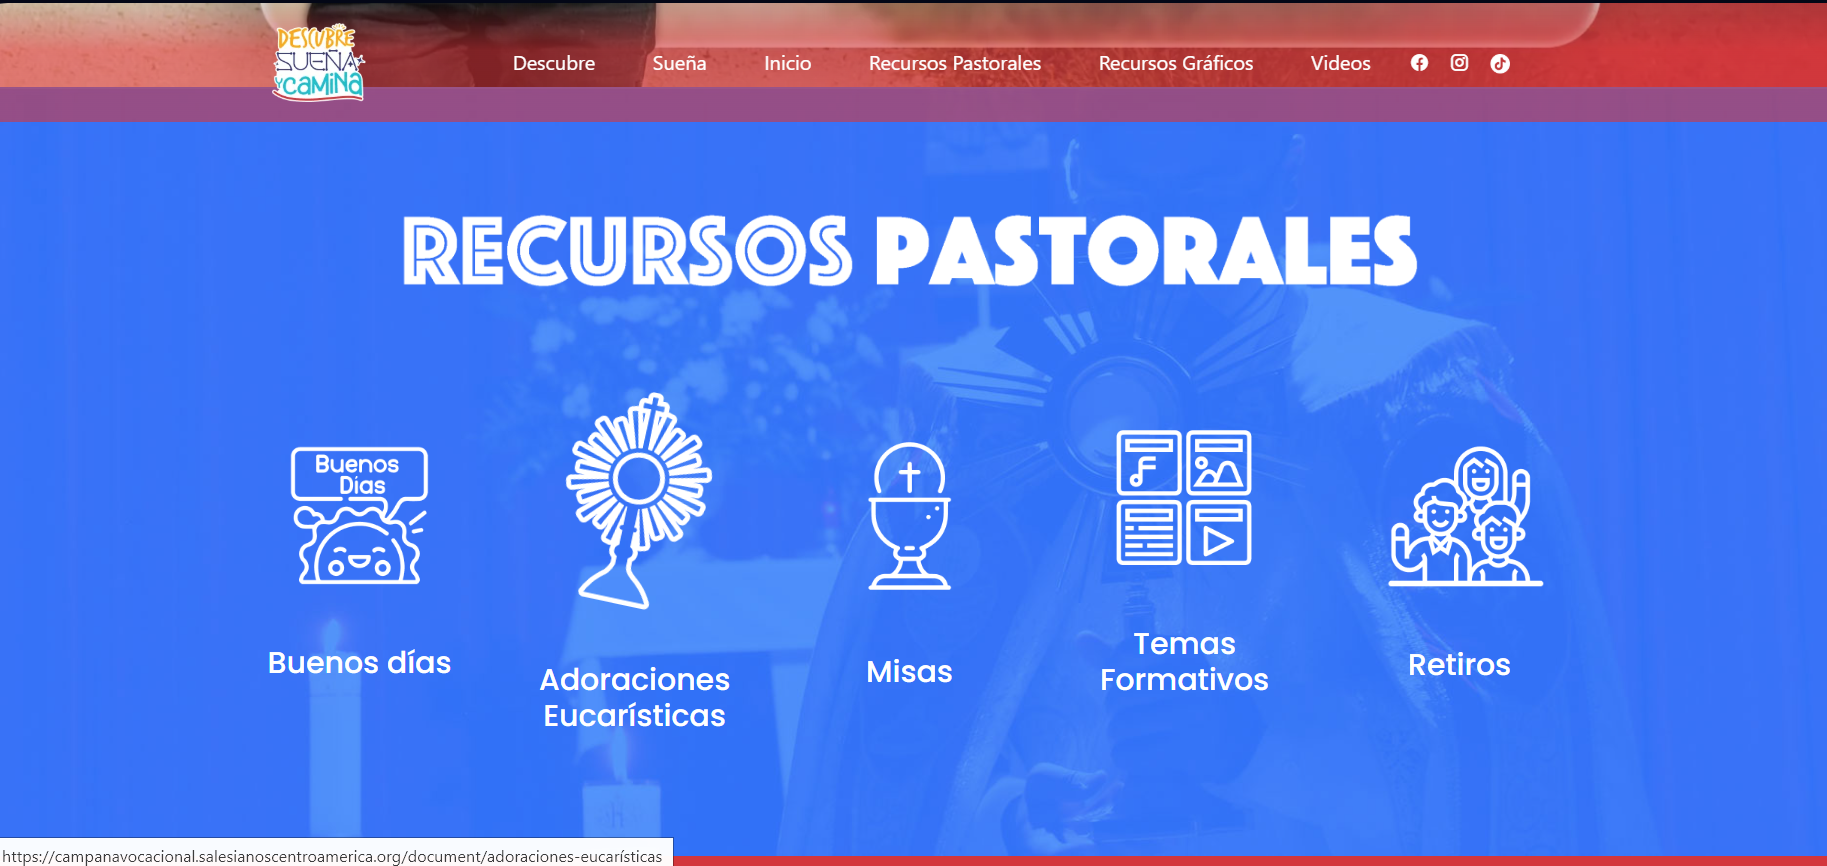 DESCUBRE
SUEÑA
Y CAMINA
Descubre
Sueña
Inicio
Recursos Pastorales
Recursos Gráficos
Videos
RECURSOS PASTORALES
Buenos
Días
Buenos días
Adoraciones
Eucarísticas
Misas
Temas
Formativos
Retiros
https://campanavocacional.salesianoscentroamerica.org/document/adoraciones-eucarísticas